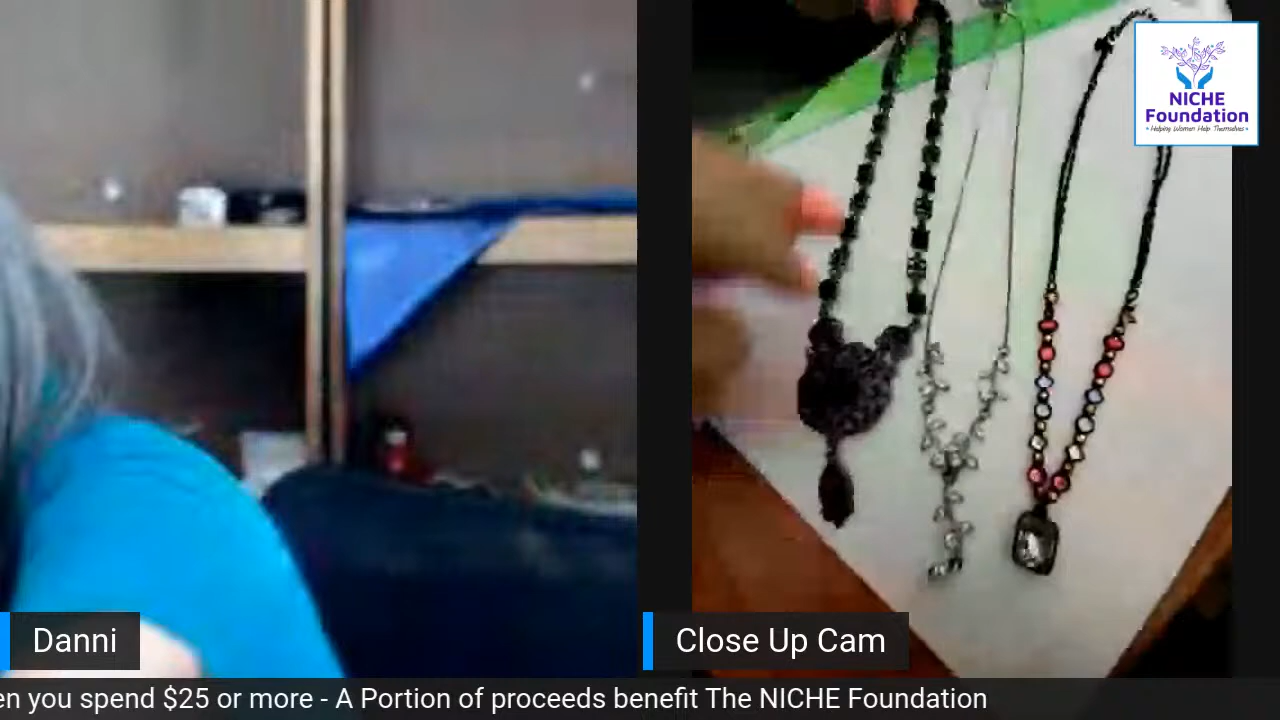 NICHE
Foundation
Helping Women Help Themselves
Danni
Close Up Cam
en you spend $25 or more - A Portion of proceeds benefit The NICHE Foundation